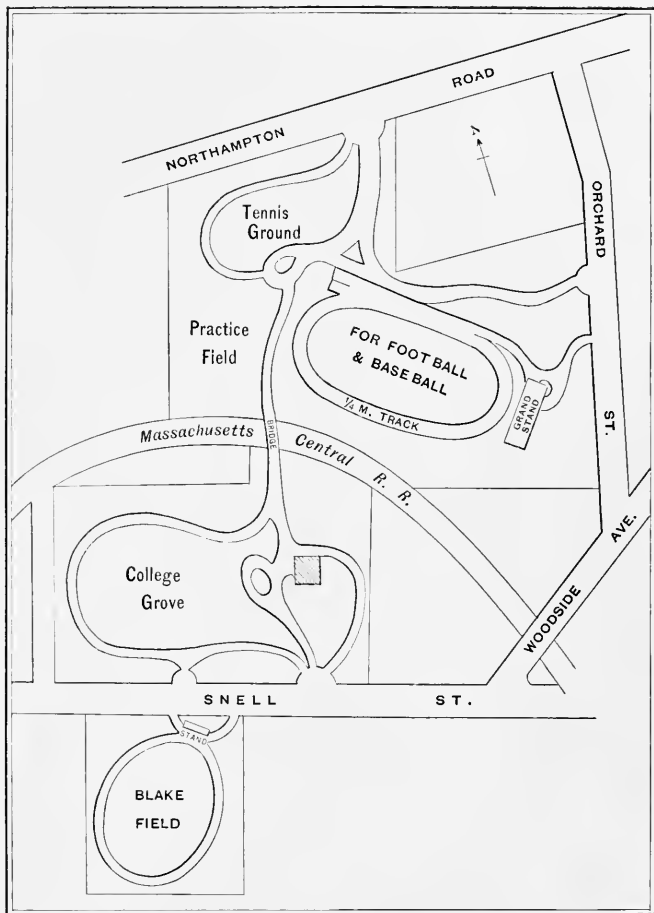 NORTHAMPTON ROAD
ORCHARD ST.
Tennis
Ground
Practice
Field
FOR FOOT BALL
& BASE BALL
¼ M. TRACK
GRAND
STAND
Massachusetts Central R. R.
BRIDGE
College
Grove
WOODSIDE AVE.
SNELL ST.
STAND
BLAKE
FIELD